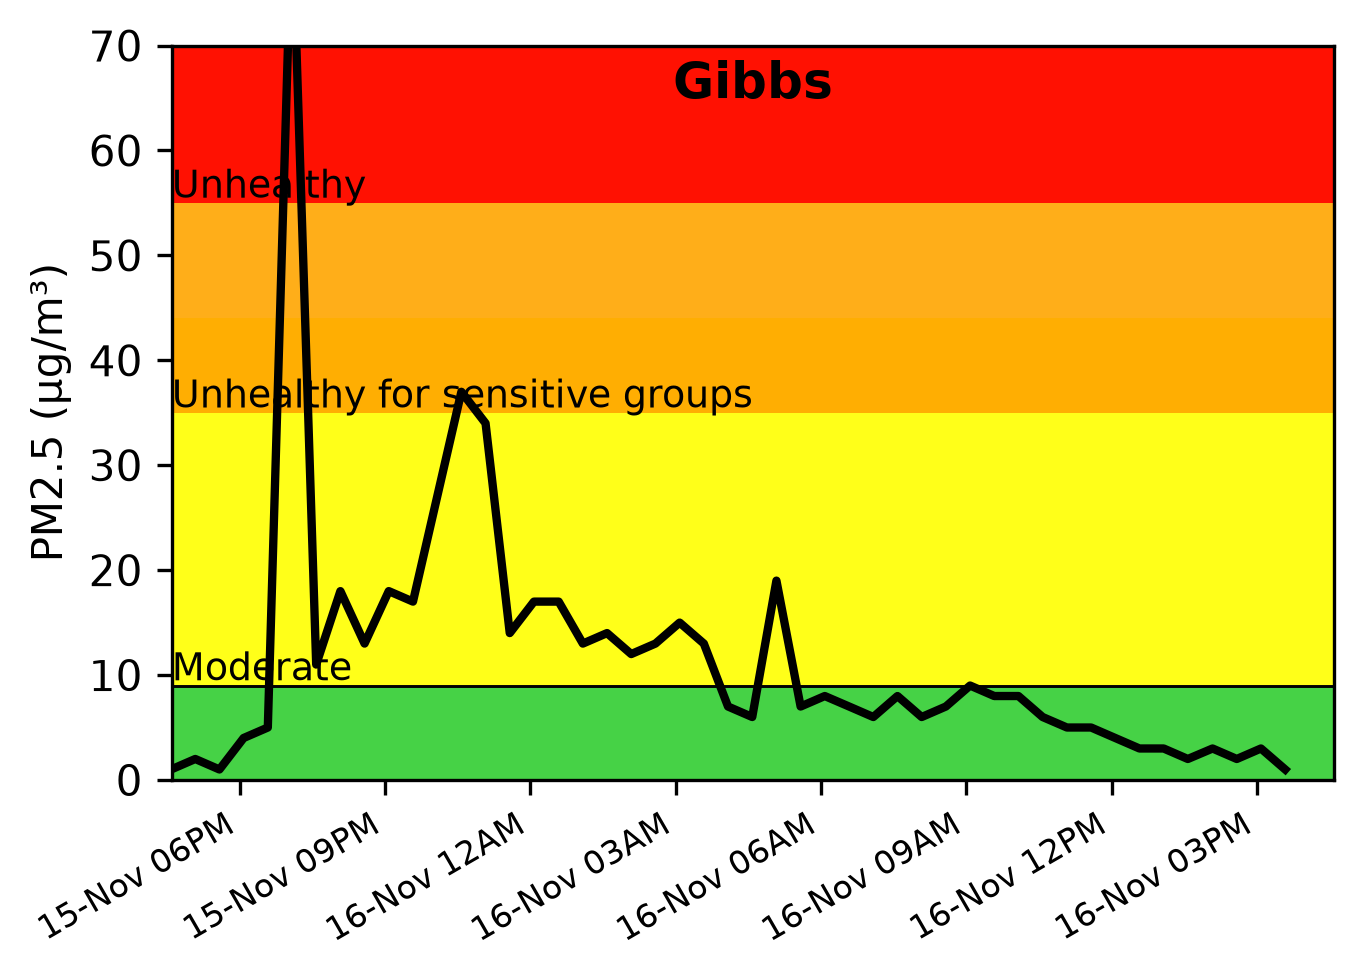 Gibbs
PM2.5 (µg/m³)
70
60
Unhealthy
50
40
Unhealthy for sensitive groups
30
20
10
Moderate
0
15-Nov 06PM
15-Nov 09PM
16-Nov 12AM
16-Nov 03AM
16-Nov 06AM
16-Nov 09AM
16-Nov 12PM
16-Nov 03PM